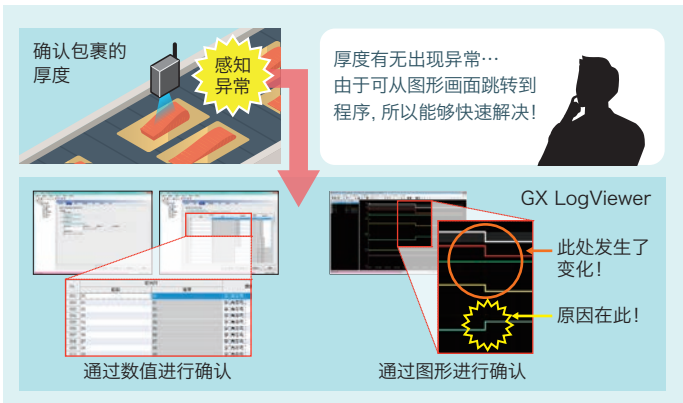 确认包裹的
厚度
感知
异常
厚度有无出现异常…
由于可从图形画面跳转到
程序，所以能够快速解决！
GX LogViewer
此处发生了
变化！
原因在此！
通过数值进行确认
通过图形进行确认